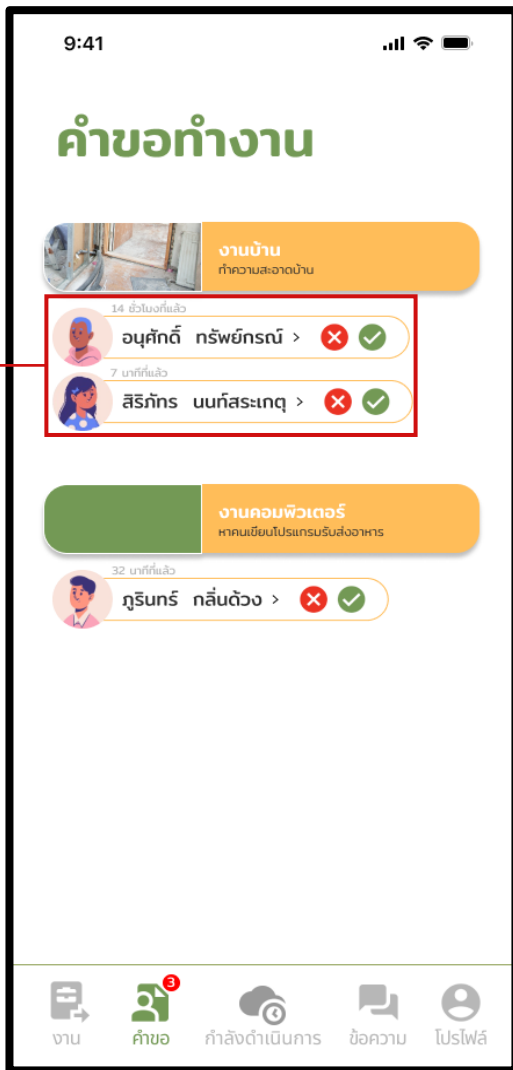 9:41
คำขอทำงาน
งานบ้าน
ทำความสะอาดบ้าน
14 ชั่วโมงที่แล้ว
อนุศักดิ์ ทรัพย์กรณ์ >
7 นาทีที่แล้ว
สิริภัทร นนท์สระเกตุ >
งานคอมพิวเตอร์
หาคนเขียนโปรแกรมรับส่งอาหาร
32 นาทีที่แล้ว
ภูรินทร์ กลิ่นด้วง >
3
งาน คำขอ กำลังดำเนินการ ข้อความ โปรไฟล์